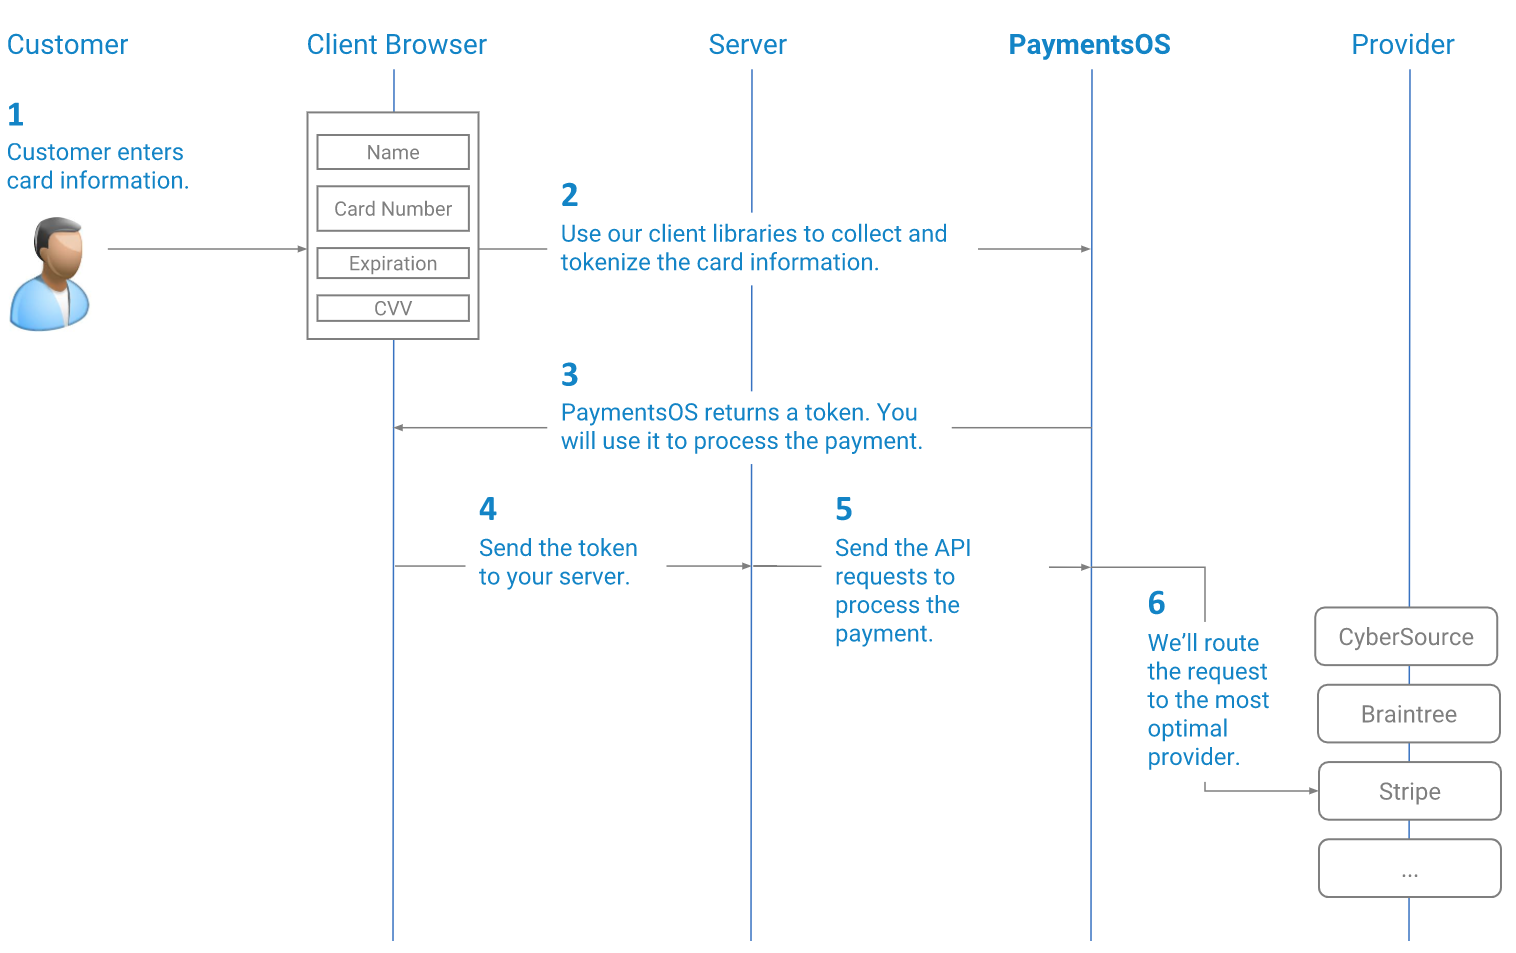 Customer
Client Browser
Server
PaymentsOS
Provider
1
Customer enters
card information.
Name
Card Number
Expiration
CVV
2
Use our client libraries to collect and
tokenize the card information.
3
PaymentsOS returns a token. You
will use it to process the payment.
4
Send the token
to your server.
5
Send the API
requests to
process the
payment.
6
We’ll route
the request
to the most
optimal
provider.
CyberSource
Braintree
Stripe
...